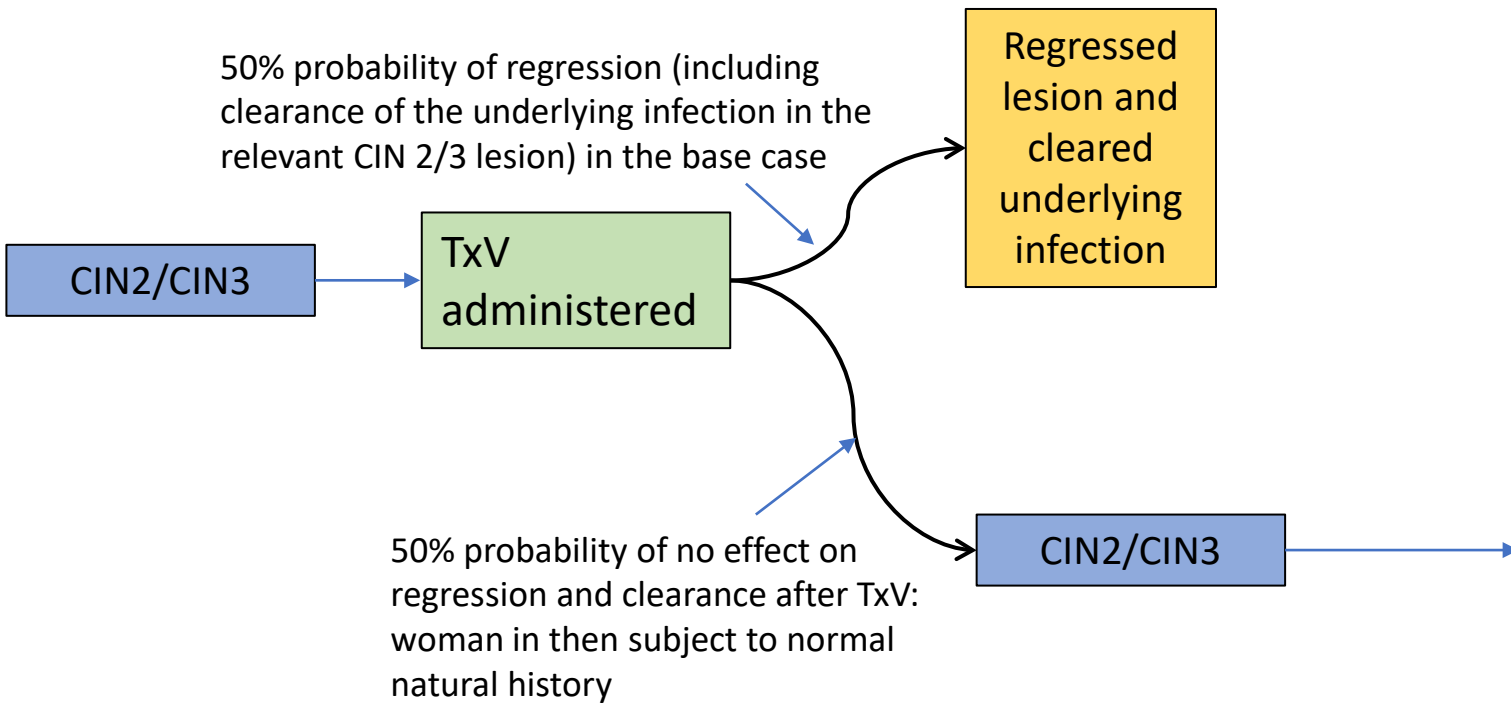 50% probability of regression (including
clearance of the underlying infection in the
relevant CIN 2/3 lesion) in the base case
Regressed
lesion and
cleared
underlying
infection
CIN2/CIN3
TxV
administered
50% probability of no effect on
regression and clearance after TxV:
woman in then subject to normal
natural history
CIN2/CIN3